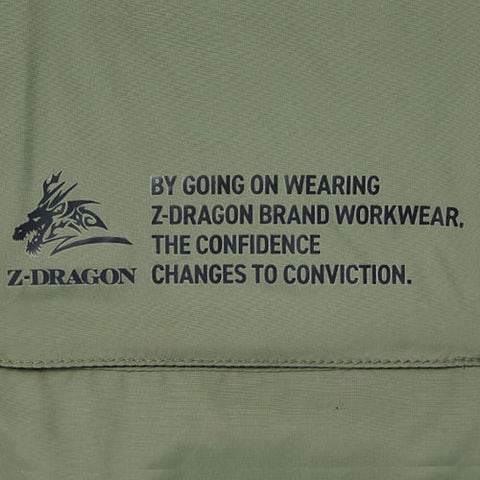 BY GOING ON WEARING
Z-DRAGON BRAND WORKWEAR,
THE CONFIDENCE
CHANGES TO CONVICTION.
Z-DRAGON